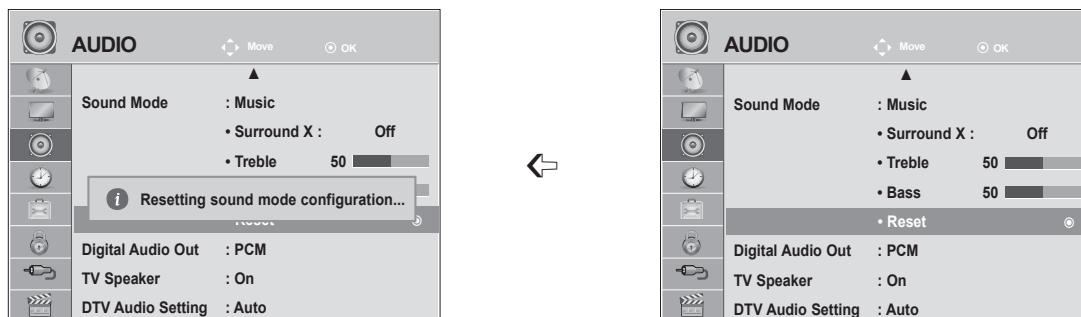 AUDIO Move OK
▲
Sound Mode : Music
• Surround X : Off
• Treble 50
i Resetting sound mode configuration...
Digital Audio Out : PCM
TV Speaker : On
DTV Audio Setting : Auto
AUDIO Move OK
▲
Sound Mode : Music
• Surround X : Off
• Treble 50
• Bass 50
• Reset
Digital Audio Out : PCM
TV Speaker : On
DTV Audio Setting : Auto